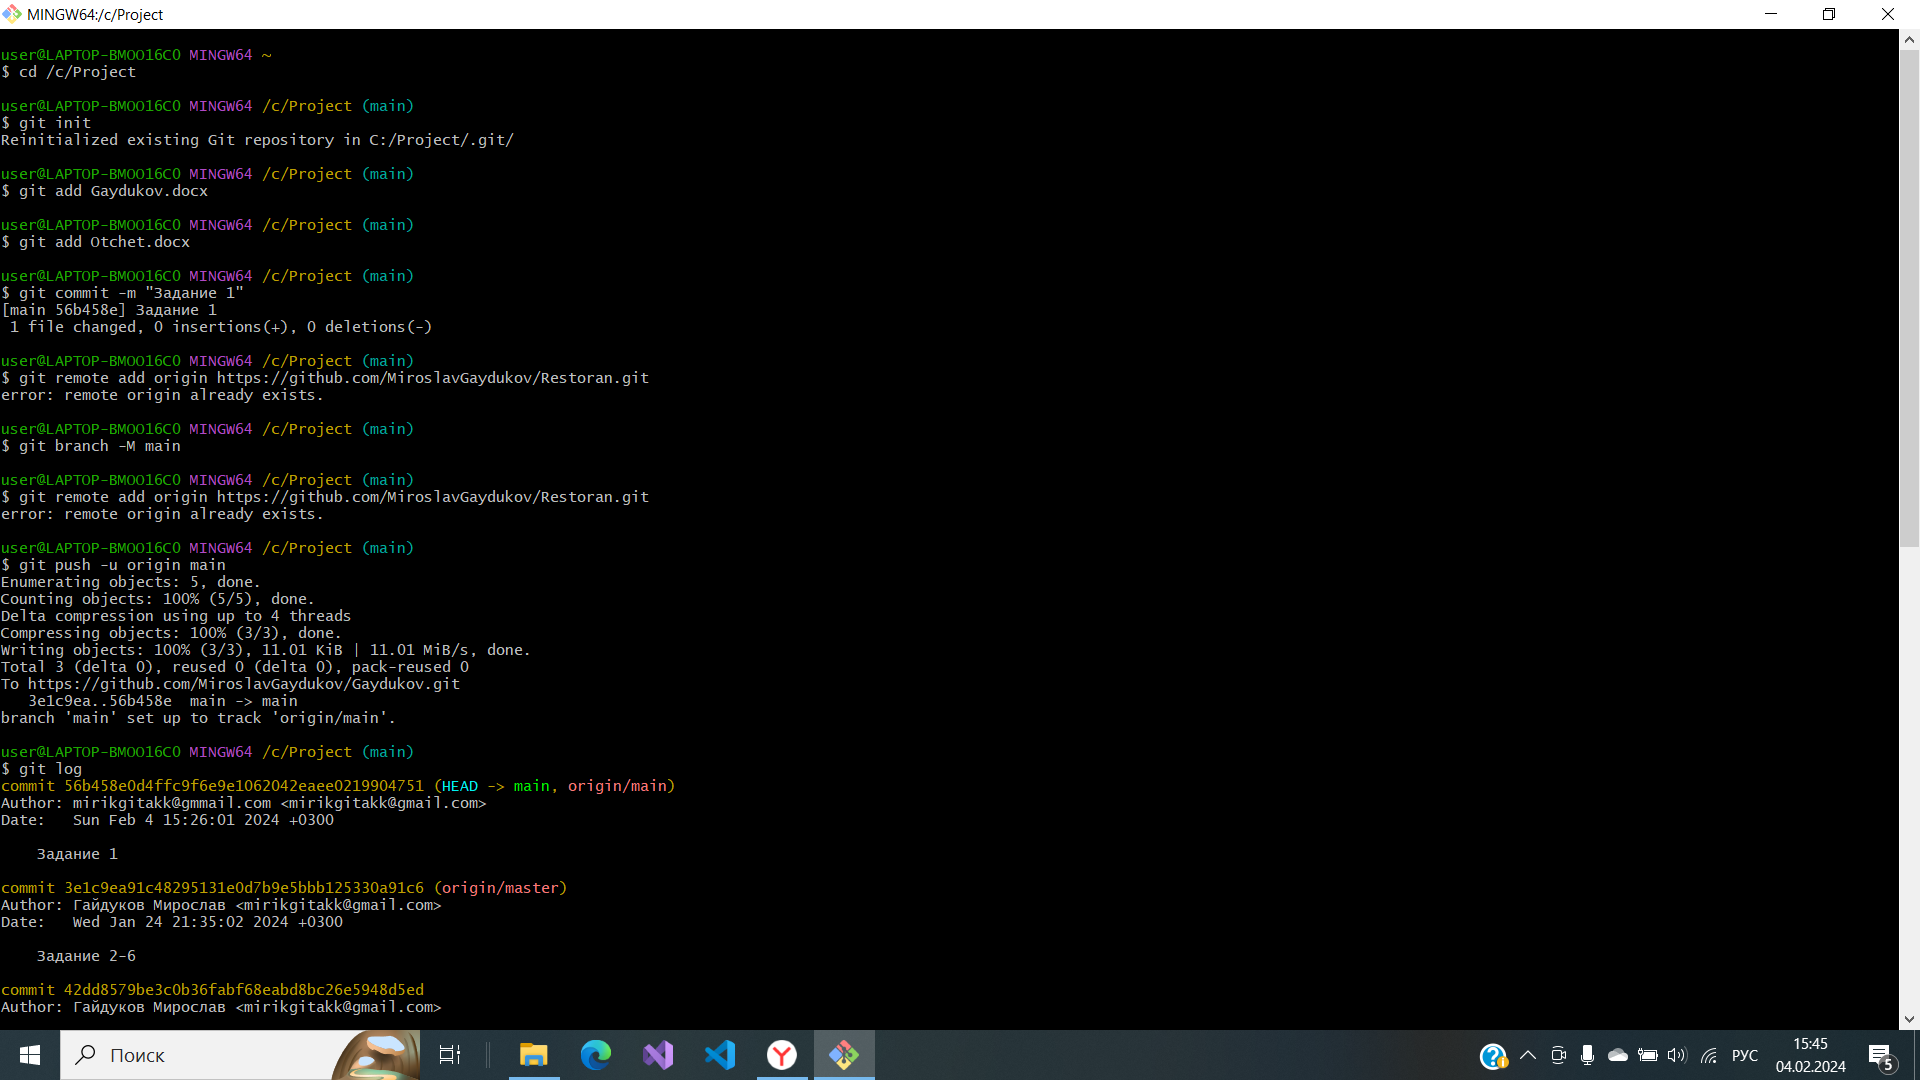 MINGW64:/c/Project
user@LAPTOP-BMOO16CO MINGW64 ~
$ cd /c/Project
user@LAPTOP-BMOO16CO MINGW64 /c/Project (main)
$ git init
Reinitialized existing Git repository in C:/Project/.git/
user@LAPTOP-BMOO16CO MINGW64 /c/Project (main)
$ git add Gaydukov.docx
user@LAPTOP-BMOO16CO MINGW64 /c/Project (main)
$ git add Otchet.docx
user@LAPTOP-BMOO16CO MINGW64 /c/Project (main)
$ git commit -m "Задание 1"
[main 56b458e] Задание 1
1 file changed, 0 insertions(+), 0 deletions(-)
user@LAPTOP-BMOO16CO MINGW64 /c/Project (main)
$ git remote add origin https://github.com/MiroslavGaydukov/Restoran.git
error: remote origin already exists.
user@LAPTOP-BMOO16CO MINGW64 /c/Project (main)
$ git branch -M main
user@LAPTOP-BMOO16CO MINGW64 /c/Project (main)
$ git remote add origin https://github.com/MiroslavGaydukov/Restoran.git
error: remote origin already exists.
user@LAPTOP-BMOO16CO MINGW64 /c/Project (main)
$ git push -u origin main
Enumerating objects: 5, done.
Counting objects: 100% (5/5), done.
Delta compression using up to 4 threads
Compressing objects: 100% (3/3), done.
Writing objects: 100% (3/3), 11.01 KiB | 11.01 MiB/s, done.
Total 3 (delta 0), reused 0 (delta 0), pack-reused 0
To https://github.com/MiroslavGaydukov/Gaydukov.git
3e1c9ea..56b458e  main -> main
branch 'main' set up to track 'origin/main'.
user@LAPTOP-BMOO16CO MINGW64 /c/Project (main)
$ git log
commit 56b458e0d4ffc9f6e9e1062042eaee0219904751 (HEAD -> main, origin/main)
Author: mirikgitakk@gmmail.com <mirikgitakk@gmail.com>
Date:   Sun Feb 4 15:26:01 2024 +0300
Задание 1
commit 3e1c9ea91c48295131e0d7b9e5bbb125330a91c6 (origin/master)
Author: Гайдуков Мирослав <mirikgitakk@gmail.com>
Date:   Wed Jan 24 21:35:02 2024 +0300
Задание 2-6
commit 42dd8579be3c0b36fabf68eabd8bc26e5948d5ed
Author: Гайдуков Мирослав <mirikgitakk@gmail.com>
Поиск
РУС
15:45
04.02.2024
5